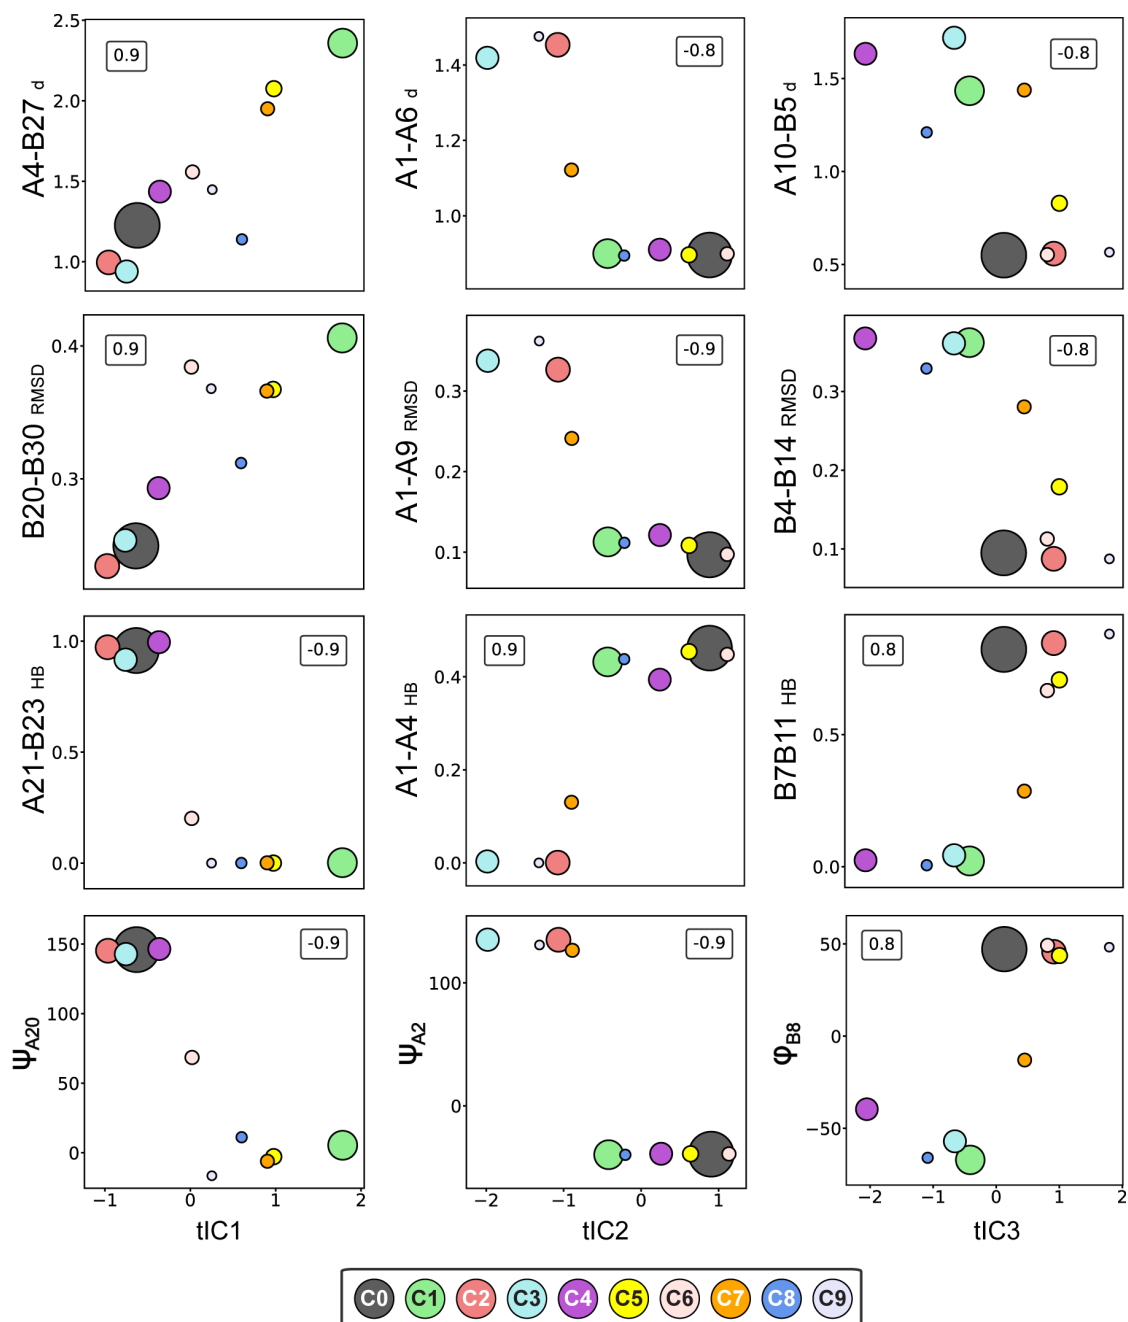 A4-B27 d
2.5
2.0
1.5
1.0
0.9
A1-A6 d
1.4
1.2
1.0
-0.8
A10-B5 d
1.5
1.0
0.5
-0.8
B20-B30 RMSD
0.4
0.3
0.9
A1-A9 RMSD
0.3
0.2
0.1
-0.9
B4-B14 RMSD
0.3
0.2
0.1
-0.8
A21-B23 HB
1.0
0.5
0.0
-0.9
A1-A4 HB
0.4
0.2
0.0
0.9
B7B11 HB
0.5
0.0
0.8
ΨA20
150
100
50
0
-0.9
−1 0 1 2
tIC1
ΨA2
100
0
-0.9
−2 −1 0 1
tIC2
φB8
50
0
−50
0.8
−2 −1 0 1 2
tIC3
C0 C1 C2 C3 C4 C5 C6 C7 C8 C9